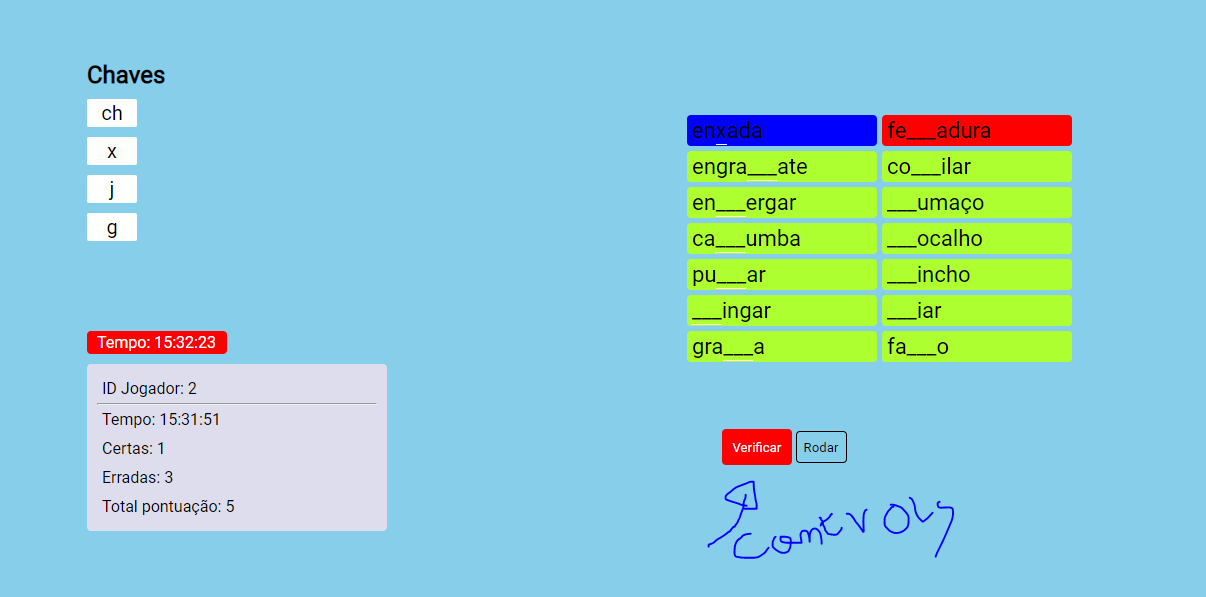 Chaves
ch
x
j
g
enxada fe___adura
engra___ate co___ilar
en___ergar ___umaço
ca___umba ___ocalho
pu___ar ___incho
___ingar ___iar
gra___a fa___o
Tempo: 15:32:23
ID Jogador: 2
Tempo: 15:31:51
Certas: 1
Erradas: 3
Total pontuação: 5
Verificar Rodar